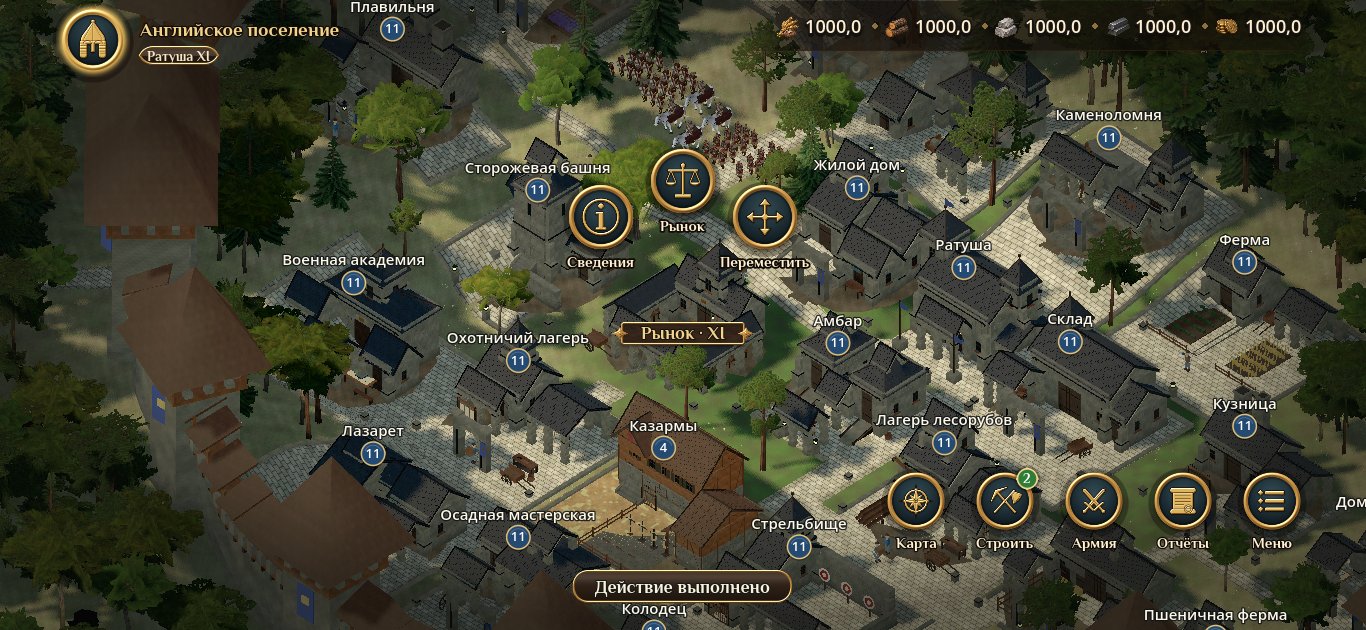 Плавильня
11
Английское поселение
Ратуша XI
1000,0
1000,0
1000,0
1000,0
1000,0
Каменоломня
11
Сторожевая башня
11
Жилой дом
11
Рынок
Сведения
Переместить
Ратуша
11
Ферма
11
Военная академия
11
Рынок · XI
Амбар
11
Склад
11
Охотничий лагерь
11
Кузница
11
Казармы
4
Лагерь лесорубов
11
Лазарет
11
2
Осадная мастерская
11
Стрельбище
11
Карта
Строить
Армия
Отчёты
Меню
Дом
Действие выполнено
Колодец
11
Пшеничная ферма